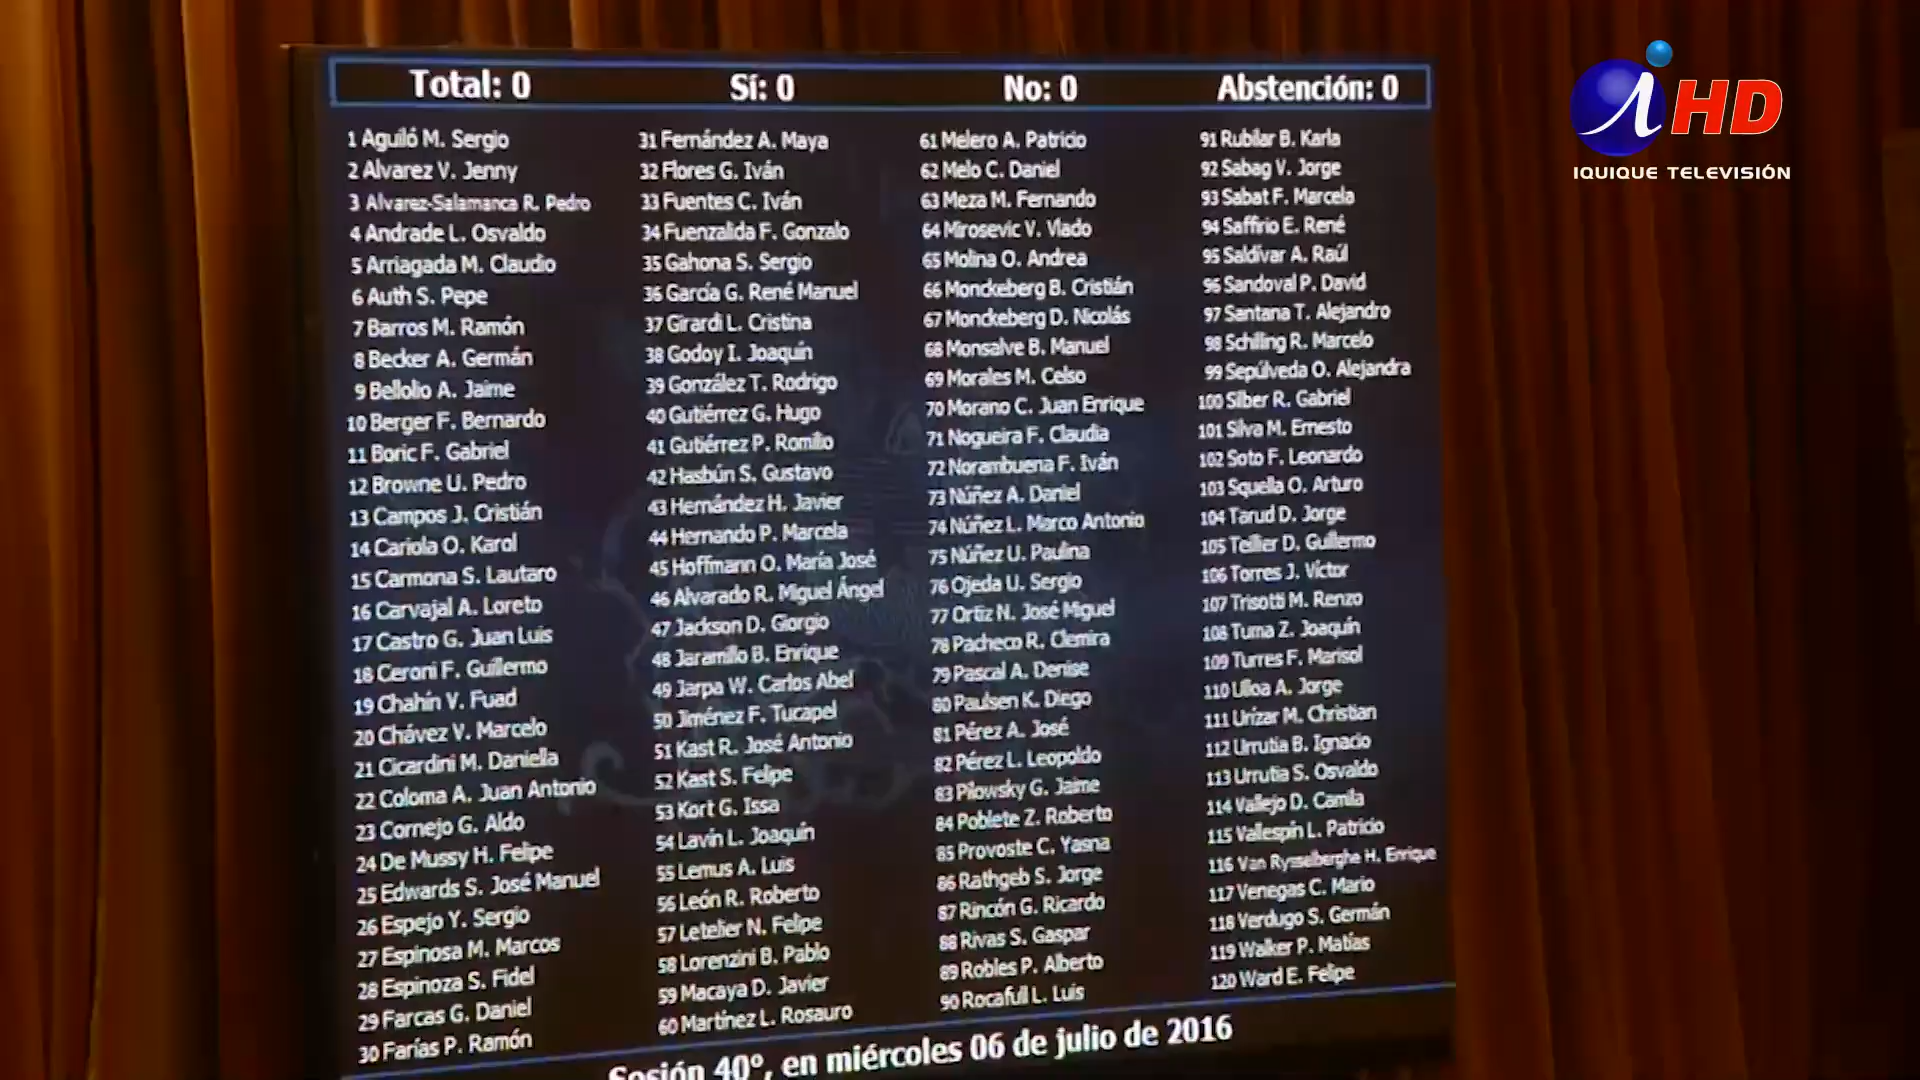 Total: 0
Sí: 0
No: 0
Abstención: 0
1 Aguiló M. Sergio
2 Alvarez V. Jenny
3 Alvarez-Salamanca R. Pedro
4 Andrade L. Osvaldo
5 Arriagada M. Claudio
6 Auth S. Pepe
7 Barros M. Ramón
8 Becker A. Germán
9 Bellolio A. Jaime
10 Berger F. Bernardo
11 Boric F. Gabriel
12 Browne U. Pedro
13 Campos J. Cristián
14 Cariola O. Karol
15 Carmona S. Lautaro
16 Carvajal A. Loreto
17 Castro G. Juan Luis
18 Ceroni F. Guillermo
19 Chahín V. Fuad
20 Chávez V. Marcelo
21 Cicardini M. Daniella
22 Coloma A. Juan Antonio
23 Cornejo G. Aldo
24 De Mussy H. Felipe
25 Edwards S. José Manuel
26 Espejo Y. Sergio
27 Espinosa M. Marcos
28 Espinoza S. Fidel
29 Farcas G. Daniel
30 Farías P. Ramón
31 Fernández A. Maya
32 Flores G. Iván
33 Fuentes C. Iván
34 Fuenzalida F. Gonzalo
35 Gahona S. Sergio
36 García G. René Manuel
37 Girardi L. Cristina
38 Godoy I. Joaquín
39 González T. Rodrigo
40 Gutiérrez G. Hugo
41 Gutiérrez P. Romilio
42 Hasbún S. Gustavo
43 Hernández H. Javier
44 Hernando P. Marcela
45 Hoffmann O. María José
46 Alvarado R. Miguel Ángel
47 Jackson D. Giorgio
48 Jaramillo B. Enrique
49 Jarpa W. Carlos Abel
50 Jiménez F. Tucapel
51 Kast R. José Antonio
52 Kast S. Felipe
53 Kort G. Issa
54 Lavín L. Joaquín
55 Lemus A. Luis
56 León R. Roberto
57 Letelier N. Felipe
58 Lorenzini B. Pablo
59 Macaya D. Javier
60 Martínez L. Rosauro
61 Melero A. Patricio
62 Melo C. Daniel
63 Meza M. Fernando
64 Mirosevic V. Vlado
65 Molina O. Andrea
66 Monckeberg B. Cristián
67 Monckeberg D. Nicolás
68 Monsalve B. Manuel
69 Morales M. Celso
70 Morano C. Juan Enrique
71 Nogueira F. Claudia
72 Norambuena F. Iván
73 Núñez A. Daniel
74 Núñez L. Marco Antonio
75 Núñez U. Paulina
76 Ojeda U. Sergio
77 Ortiz N. José Miguel
78 Pacheco R. Clemira
79 Pascal A. Denise
80 Paulsen K. Diego
81 Pérez A. José
82 Pérez L. Leopoldo
83 Pilowsky G. Jaime
84 Poblete Z. Roberto
85 Provoste C. Yasna
86 Rathgeb S. Jorge
87 Rincón G. Ricardo
88 Rivas S. Gaspar
89 Robles P. Alberto
90 Rocafull L. Luis
91 Rubilar B. Karla
92 Sabag V. Jorge
93 Sabat F. Marcela
94 Saffirio E. René
95 Saldívar A. Raúl
96 Sandoval P. David
97 Santana T. Alejandro
98 Schilling R. Marcelo
99 Sepúlveda O. Alejandra
100 Silber R. Gabriel
101 Silva M. Ernesto
102 Soto F. Leonardo
103 Squella O. Arturo
104 Tarud D. Jorge
105 Teillier D. Guillermo
106 Torres J. Víctor
107 Trisotti M. Renzo
108 Tuma Z. Joaquín
109 Turres F. Marisol
110 Ulloa A. Jorge
111 Urízar M. Christian
112 Urrutia B. Ignacio
113 Urrutia S. Osvaldo
114 Vallejo D. Camila
115 Vallespín L. Patricio
116 Van Rysselberghe H. Enrique
117 Venegas C. Mario
118 Verdugo S. Germán
119 Walker P. Matías
120 Ward E. Felipe
Sesión 40º, en miércoles 06 de julio de 2016
i HD
IQUIQUE TELEVISIÓN